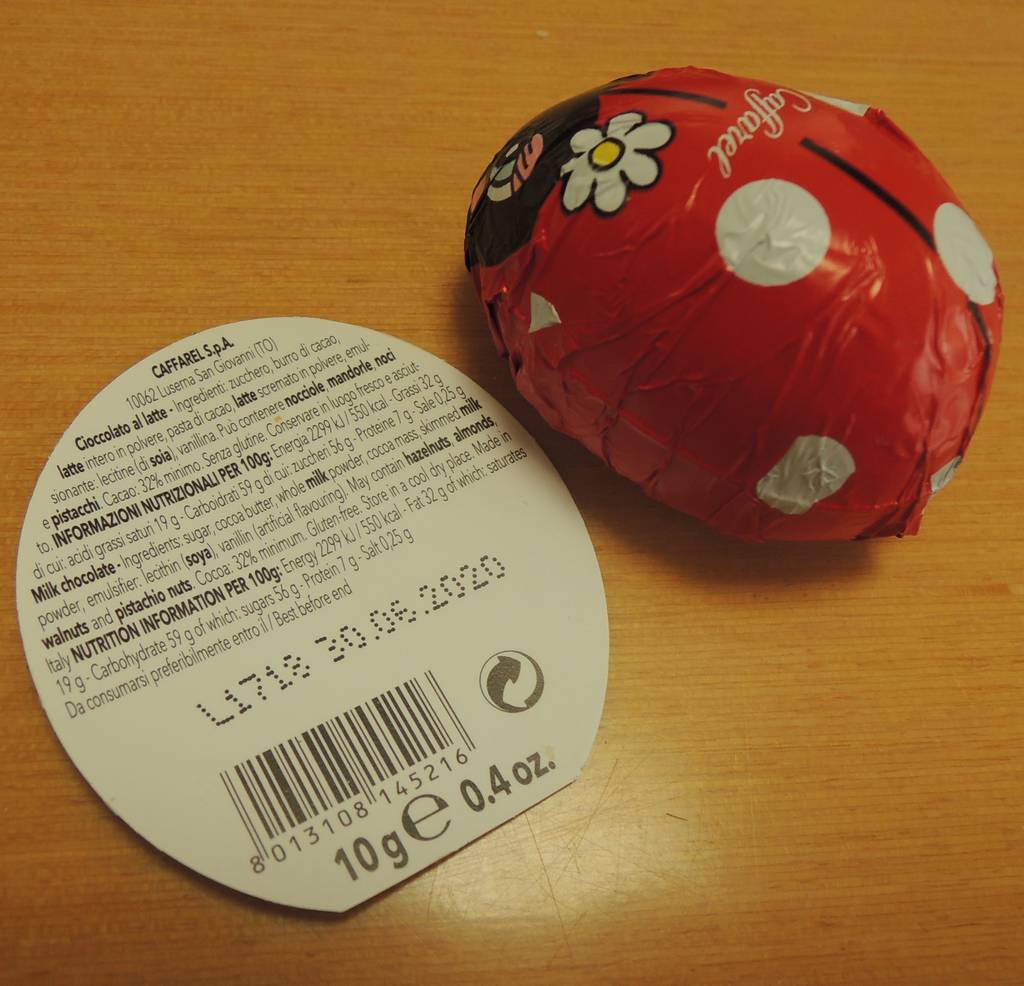 Caffarel
CAFFAREL S.p.A.
10062 Luserna San Giovanni (TO)
Cioccolato al latte - Ingredienti: zucchero, burro di cacao,
latte intero in polvere, pasta di cacao, latte scremato in polvere, emul-
sionante: lecitine (di soia), vanillina. Può contenere nocciole, mandorle, noci
e pistacchi. Cacao: 32% minimo. Senza glutine. Conservare in luogo fresco e asciut-
to. INFORMAZIONI NUTRIZIONALI PER 100g: Energia 2299 kJ / 550 kcal - Grassi 32 g
di cui: acidi grassi saturi 19 g - Carboidrati 59 g di cui: zuccheri 56 g - Proteine 7 g - Sale 0,25 g
Milk chocolate - Ingredients: sugar, cocoa butter, whole milk powder, cocoa mass, skimmed milk
powder, emulsifier: lecithin (soya), vanillin (artificial flavouring). May contain hazelnuts, almonds,
walnuts and pistachio nuts. Cocoa: 32% minimum. Gluten-free. Store in a cool dry place. Made in
Italy NUTRITION INFORMATION PER 100g: Energy 2299 kJ / 550 kcal - Fat 32 g of which: saturates
19 g - Carbohydrate 59 g of which: sugars 56 g - Protein 7 g - Salt 0,25 g
Da consumarsi preferibilmente entro il / Best before end
L1718 30.06.2020
8 013108 145216
10 g e 0.4 oz.